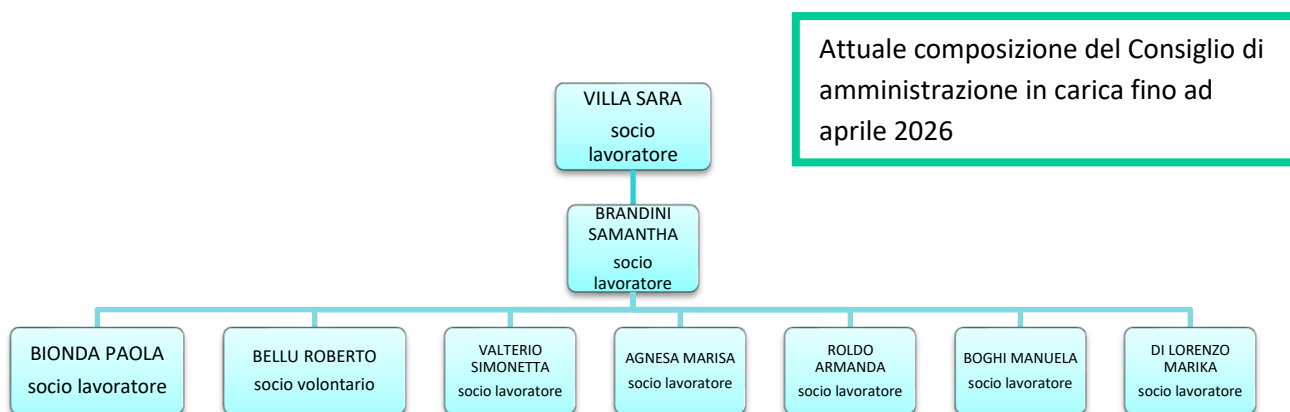 Attuale composizione del Consiglio di
amministrazione in carica fino ad
aprile 2026
VILLA SARA
socio
lavoratore
BRANDINI
SAMANTHA
socio
lavoratore
BIONDA PAOLA
socio lavoratore
BELLU ROBERTO
socio volontario
VALTERIO
SIMONETTA
socio lavoratore
AGNESA MARISA
socio lavoratore
ROLDO
ARMANDA
socio lavoratore
BOGHI MANUELA
socio lavoratore
DI LORENZO
MARIKA
socio lavoratore